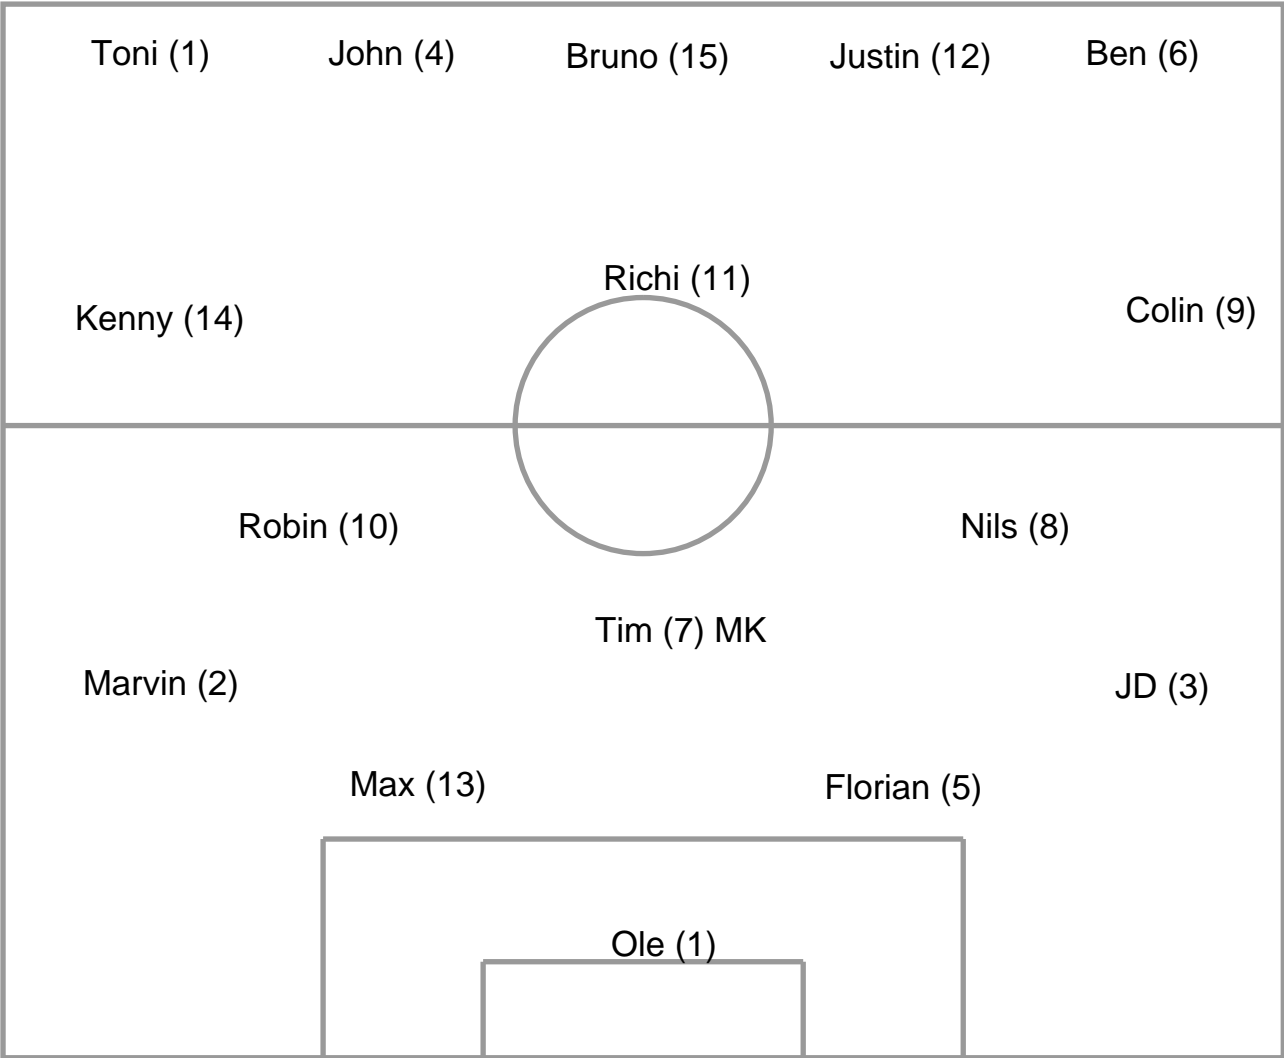 Toni (1)
John (4)
Bruno (15)
Justin (12)
Ben (6)
Richi (11)
Kenny (14)
Colin (9)
Robin (10)
Nils (8)
Tim (7) MK
Marvin (2)
JD (3)
Max (13)
Florian (5)
Ole (1)